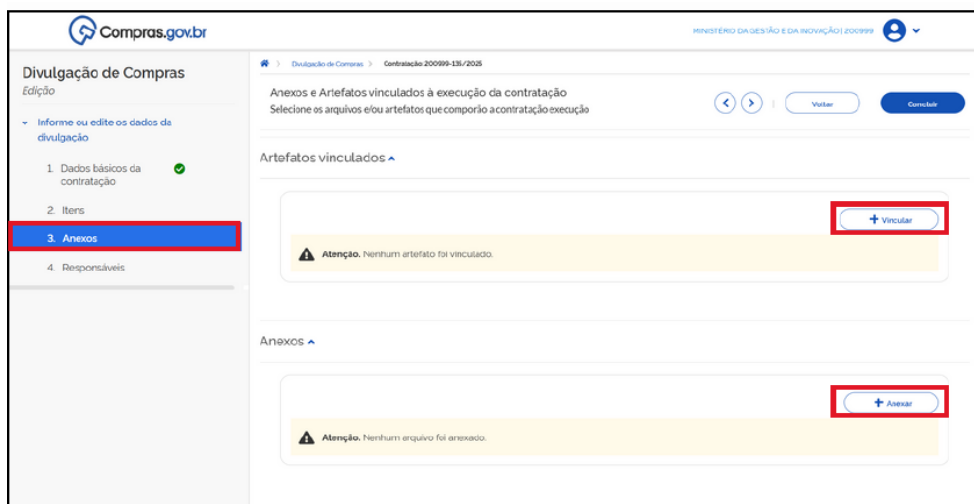 Compras.gov.br
MINISTÉRIO DA GESTÃO E DA INOVAÇÃO | 200999
Divulgação de Compras
Edição
Informe ou edite os dados da
divulgação
1. Dados básicos da
contratação
2. Itens
3. Anexos
4. Responsáveis
Divulgação de Compras > Contratação 200999-135/2025
Anexos e Artefatos vinculados à execução da contratação
Selecione os arquivos e/ou artefatos que comporão a contratação execução
Voltar
Concluir
Artefatos vinculados
+ Vincular
Atenção. Nenhum artefato foi vinculado.
Anexos
+ Anexar
Atenção. Nenhum arquivo foi anexado.